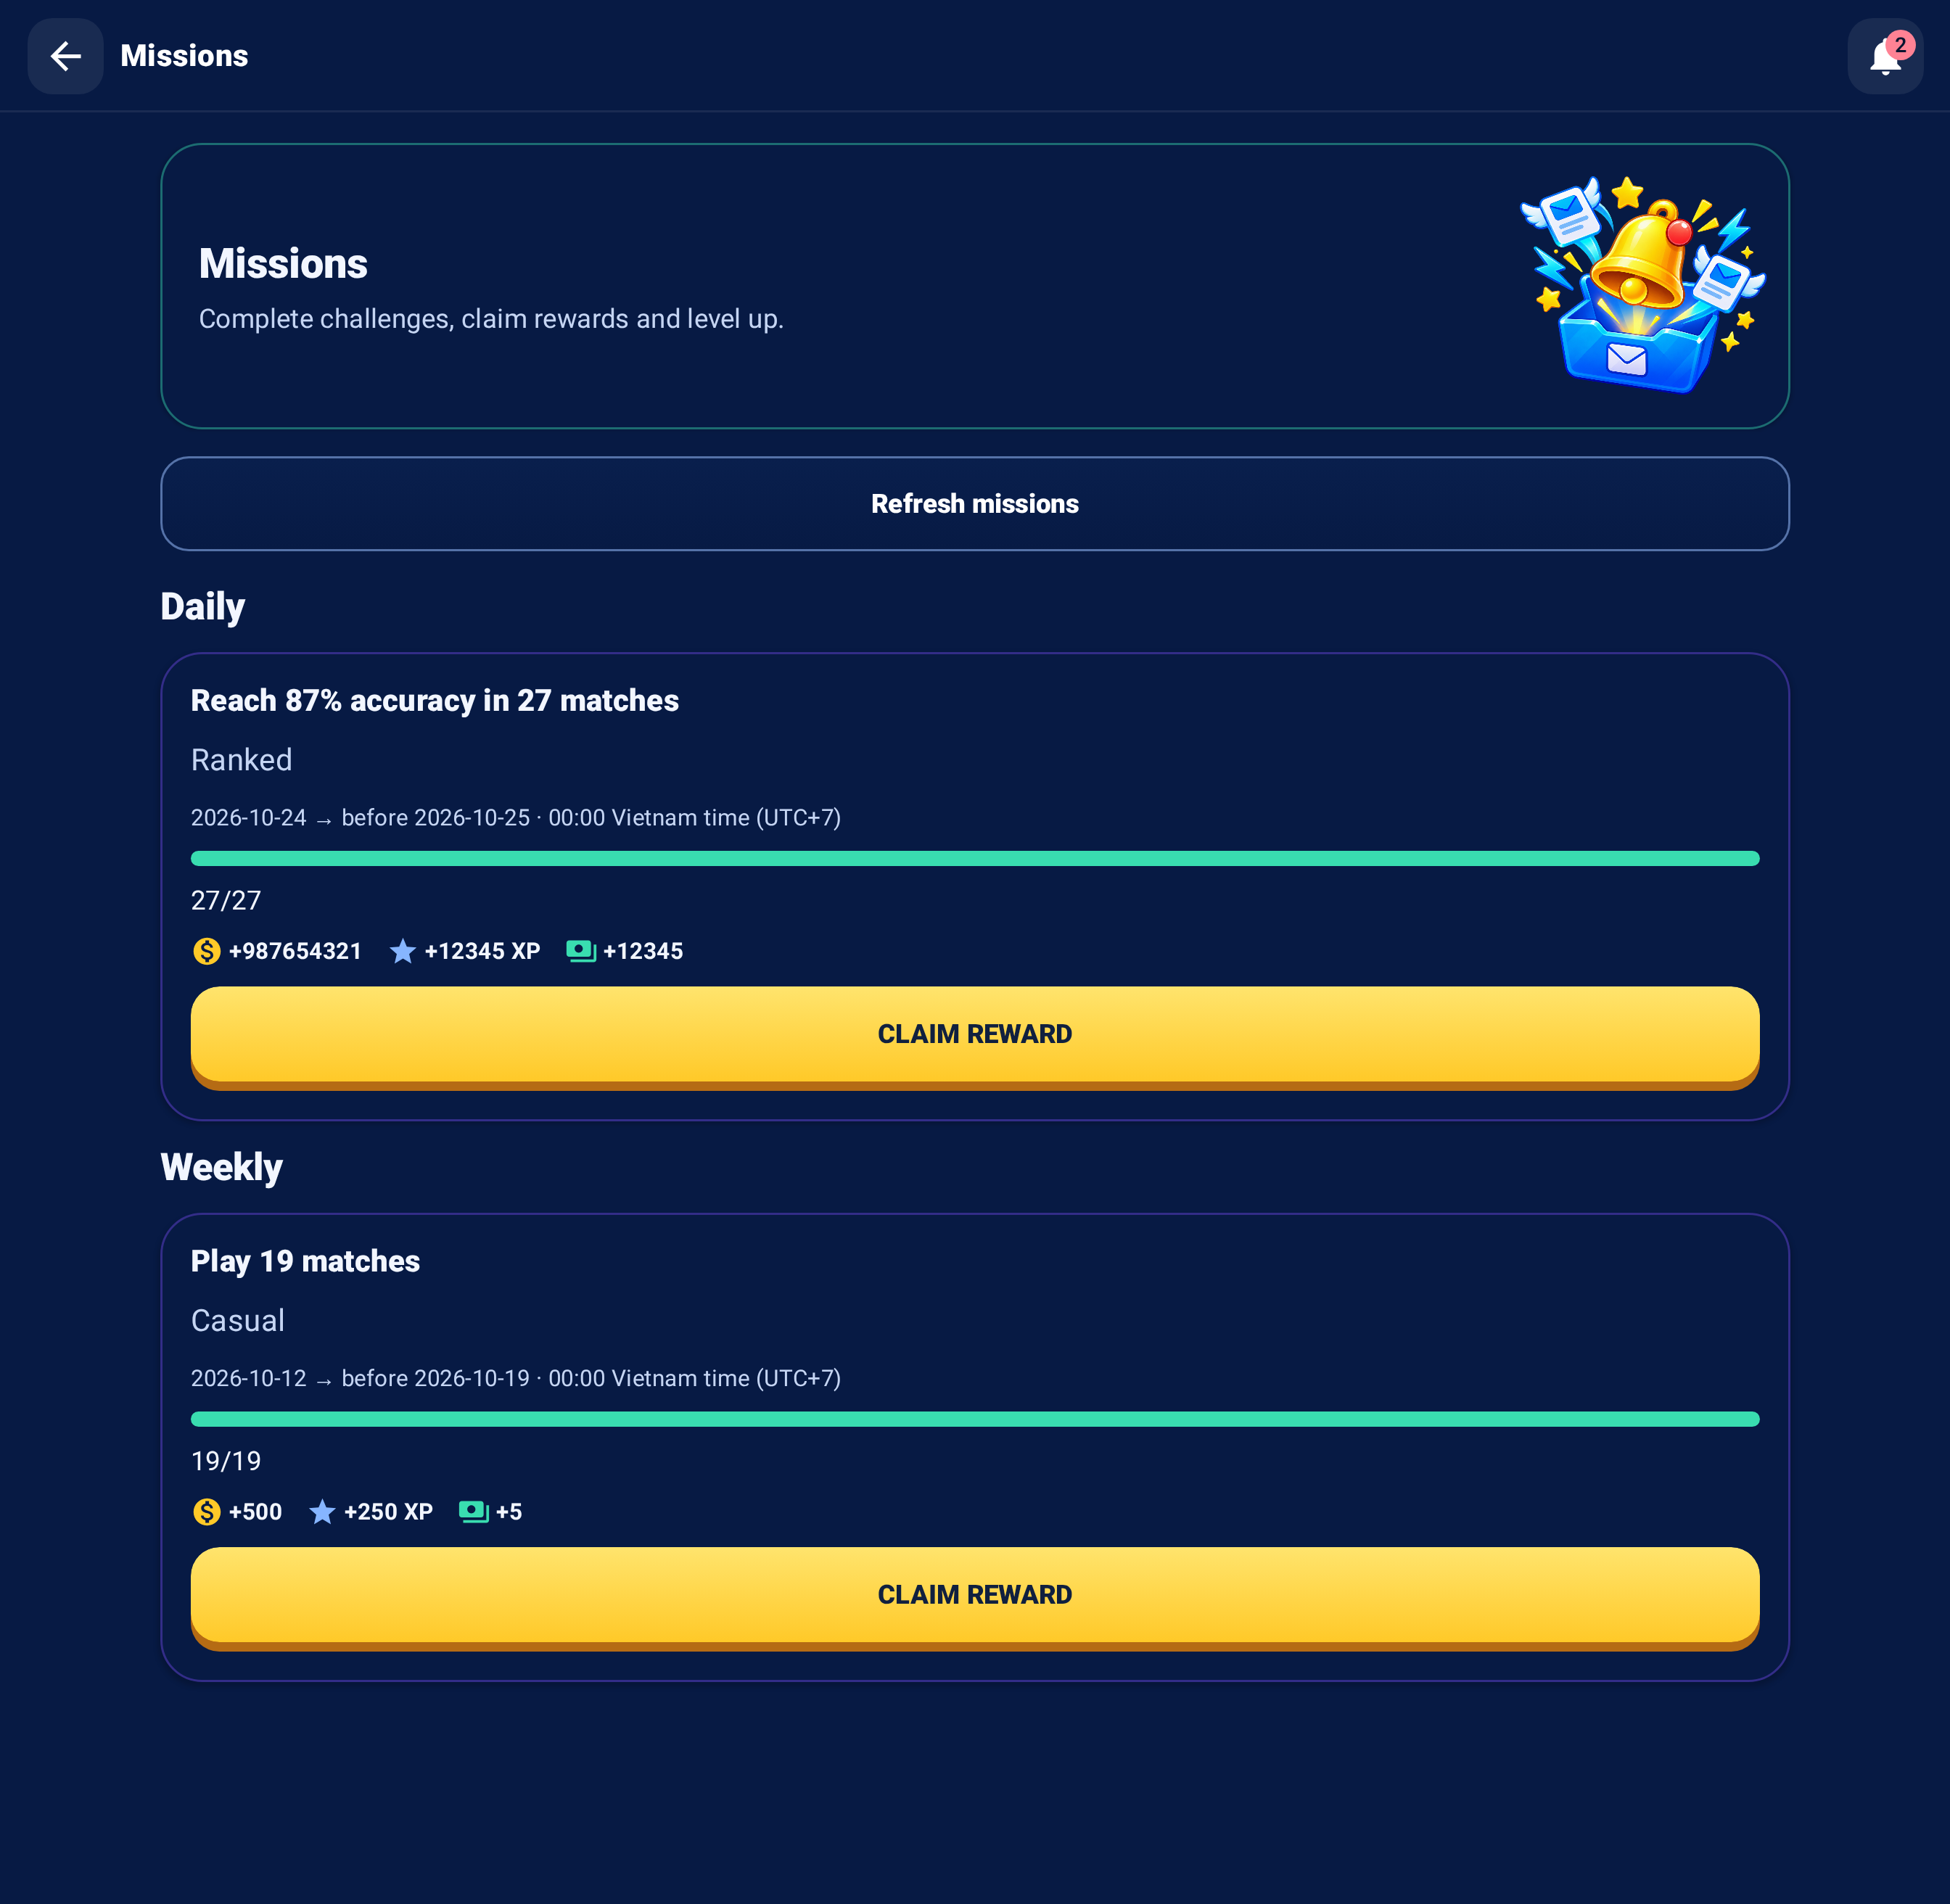 Missions
2
Missions
Complete challenges, claim rewards and level up.
Refresh missions
Daily
Reach 87% accuracy in 27 matches
Ranked
2026-10-24 → before 2026-10-25 · 00:00 Vietnam time (UTC+7)
27/27
+987654321 +12345 XP +12345
CLAIM REWARD
Weekly
Play 19 matches
Casual
2026-10-12 → before 2026-10-19 · 00:00 Vietnam time (UTC+7)
19/19
+500 +250 XP +5
CLAIM REWARD